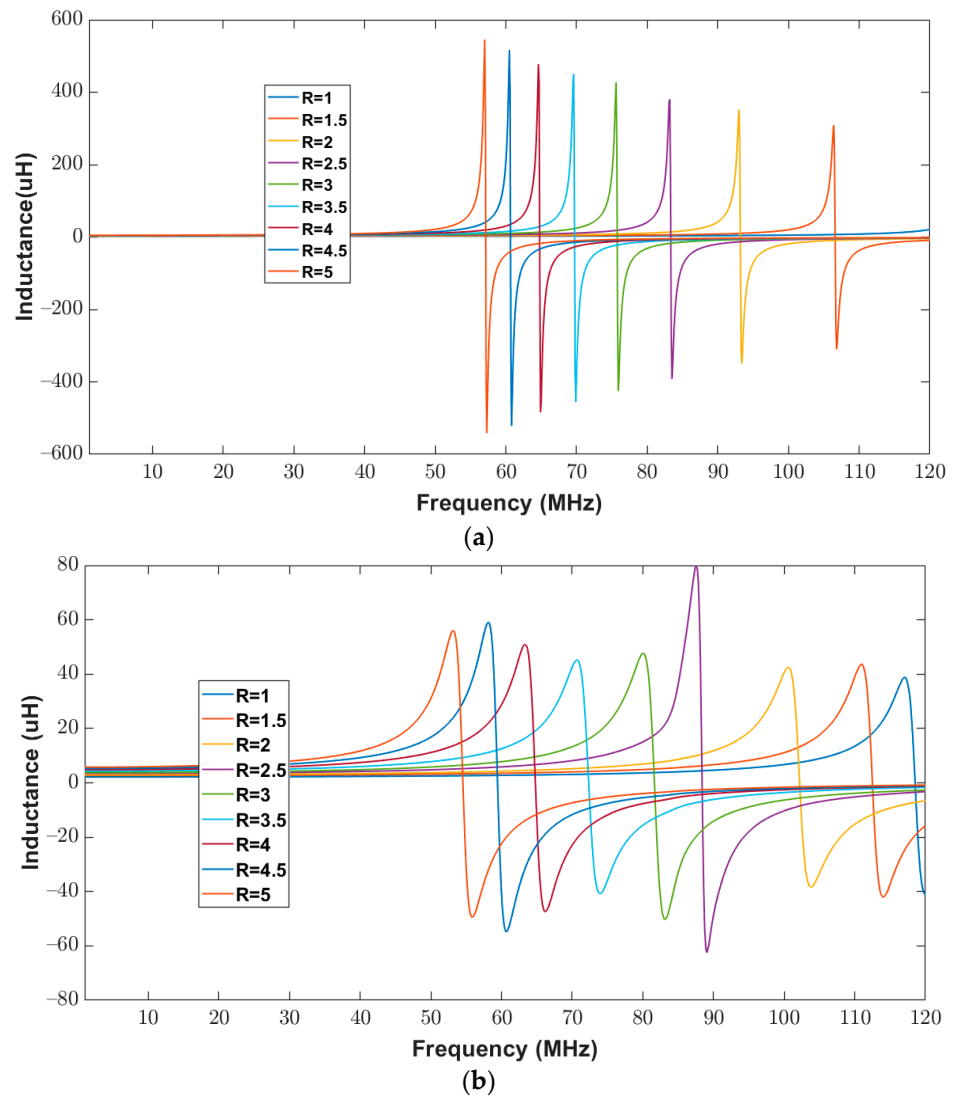 600
400
200
0
−200
−400
−600
Inductance(uH)
R=1
R=1.5
R=2
R=2.5
R=3
R=3.5
R=4
R=4.5
R=5
10 20 30 40 50 60 70 80 90 100 110 120
Frequency (MHz)
(a)
80
60
40
20
0
−20
−40
−60
−80
Inductance (uH)
R=1
R=1.5
R=2
R=2.5
R=3
R=3.5
R=4
R=4.5
R=5
10 20 30 40 50 60 70 80 90 100 110 120
Frequency (MHz)
(b)